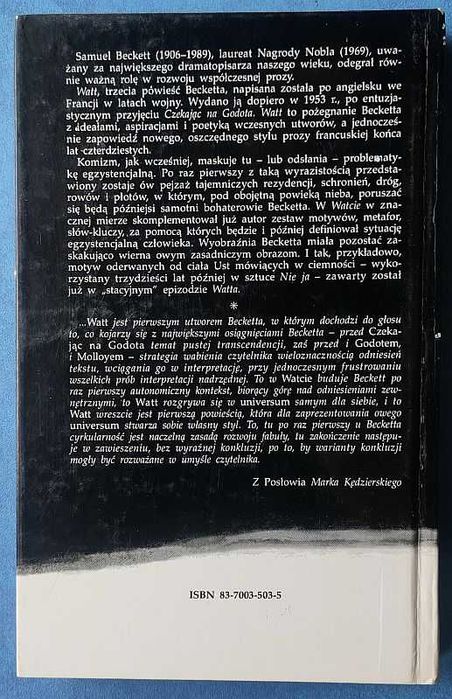 Samuel Beckett (1906–1989), laureat Nagrody Nobla (1969), uwa-
żany za największego dramatopisarza naszego wieku, odegrał rów-
nie ważną rolę w rozwoju współczesnej prozy.
Watt, trzecia powieść Becketta, napisana została po angielsku we
Francji w latach wojny. Wydano ją dopiero w 1953 r., po entuzja-
stycznym przyjęciu Czekając na Godota. Watt to pożegnanie Becketta
z ideałami, aspiracjami i poetyką wczesnych utworów, a jednocześ-
nie zapowiedź nowego, oszczędnego stylu prozy francuskiej końca
lat czterdziestych.
Komizm, jak wcześniej, maskuje tu – lub odsłania – problematy-
kę egzystencjalną. Po raz pierwszy z taką wyrazistością przedsta-
wiony zostaje ów pejzaż tajemniczych rezydencji, schronień, dróg,
rowów i płotów, w którym, pod obojętną powieką nieba, poruszać
się będą późniejsi samotni bohaterowie Becketta. W Watcie w zna-
cznej mierze skompletował już autor zestaw motywów, metafor,
słów-kluczy, za pomocą których będzie i później definiował sytuację
egzystencjalną człowieka. Wyobraźnia Becketta miała pozostać za-
skakująco wierna owym zasadniczym obrazom. I tak, przykładowo,
motyw oderwanych od ciała Ust mówiących w ciemności – wyko-
rzystany trzydzieści lat później w sztuce Nie ja – zawarty został
już w „stacyjnym” epizodzie Watta.
*
...Watt jest pierwszym utworem Becketta, w którym dochodzi do głosu
to, co kojarzy się z największymi osiągnięciami Becketta – przed Czeka-
jąc na Godota temat pustej transcendencji, zaś przed i Godotem,
i Molloyem – strategia wabienia czytelnika wieloznacznością odniesień
tekstu, wciągania go w interpretację, przy jednoczesnym frustrowaniu
wszelkich prób interpretacji nadrzędnej. To w Watcie buduje Beckett po
raz pierwszy autonomiczny kontekst, biorący górę nad odniesieniami zew-
nętrznymi, to Watt rozgrywa się w universum samym dla siebie, i to
Watt wreszcie jest pierwszą powieścią, która dla zaprezentowania owego
universum stwarza sobie własny styl. To, tu po raz pierwszy u Becketta
cyrkularność jest naczelną zasadą rozwoju fabuły, tu zakończenie następu-
je w zawieszeniu, bez wyraźnej konkluzji, po to, by warianty konkluzji
mogły być rozważane w umyśle czytelnika.
Z Posłowia Marka Kędzierskiego
ISBN 83-7003-503-5